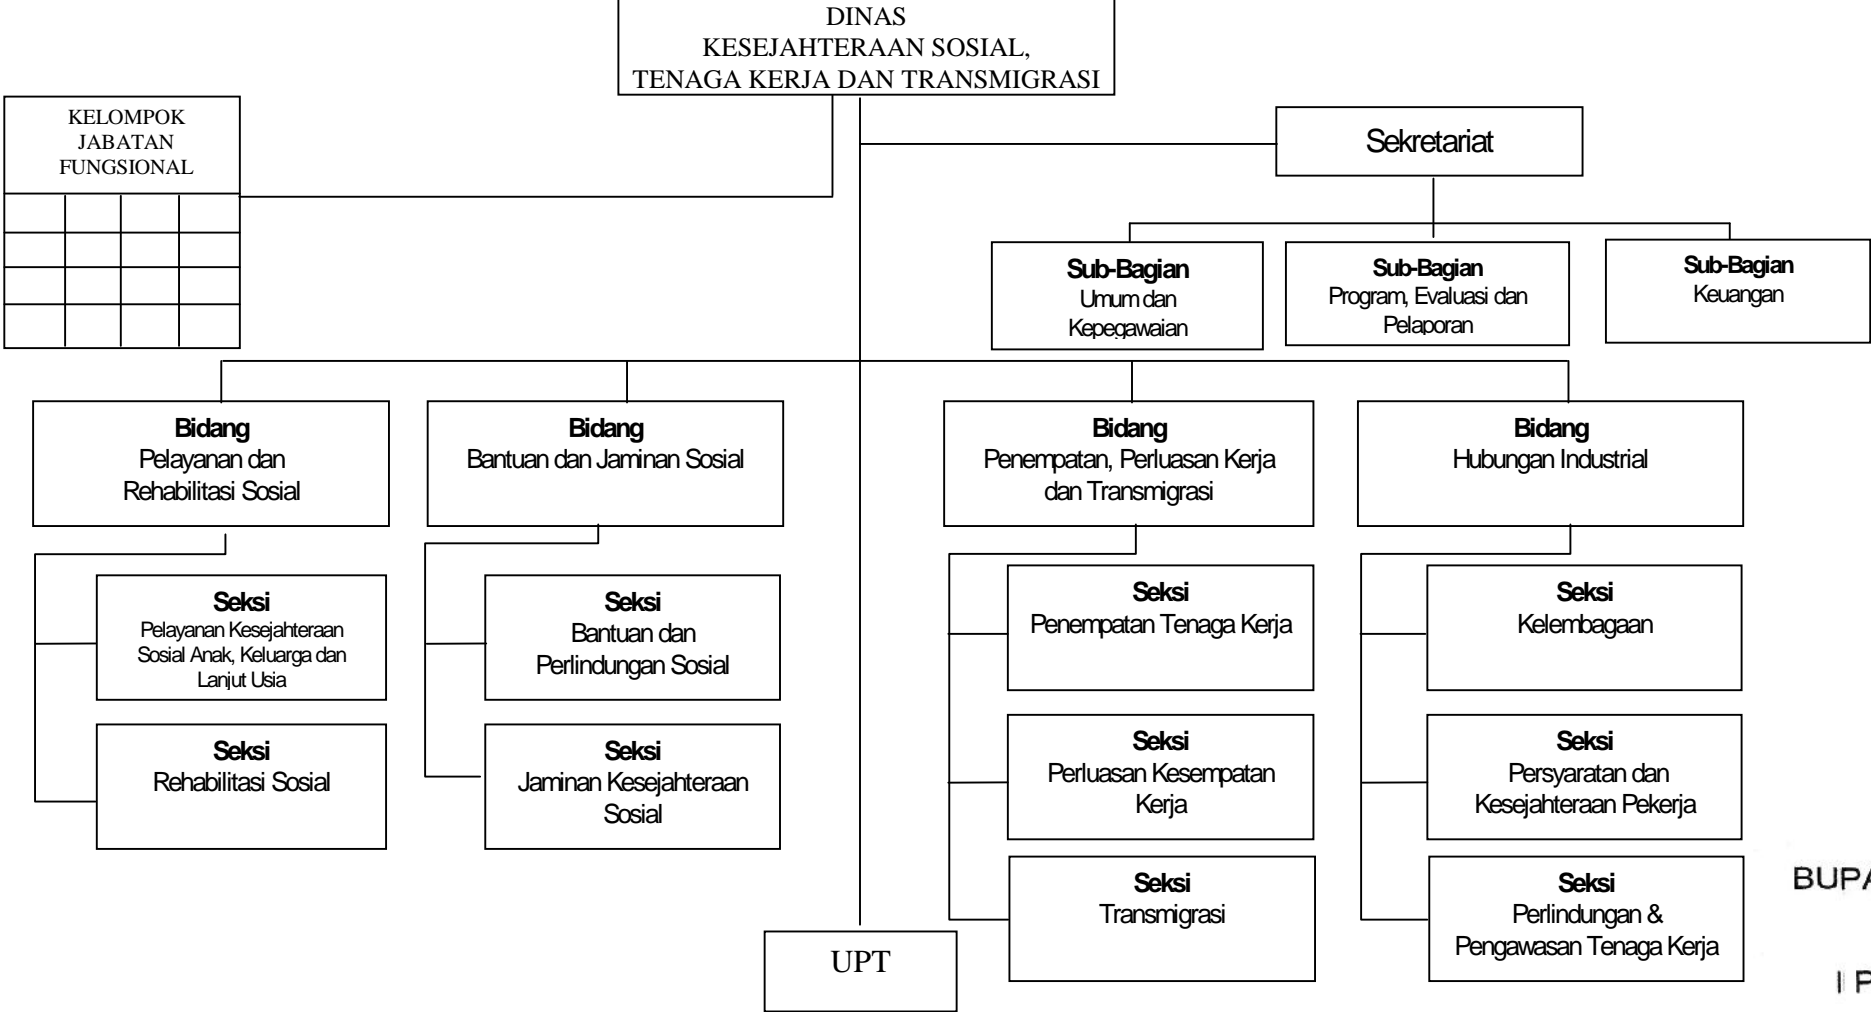 DINAS
KESEJAHTERAAN SOSIAL,
TENAGA KERJA DAN TRANSMIGRASI
KELOMPOK
JABATAN
FUNGSIONAL
Sekretariat
Sub-Bagian
Umum dan
Kepegawaian
Sub-Bagian
Program, Evaluasi dan
Pelaporan
Sub-Bagian
Keuangan
Bidang
Pelayanan dan
Rehabilitasi Sosial
Bidang
Bantuan dan Jaminan Sosial
Bidang
Penempatan, Perluasan Kerja
dan Transmigrasi
Bidang
Hubungan Industrial
Seksi
Pelayanan Kesejahteraan
Sosial Anak, Keluarga dan
Lanjut Usia
Seksi
Rehabilitasi Sosial
Seksi
Bantuan dan
Perlindungan Sosial
Seksi
Jaminan Kesejahteraan
Sosial
Seksi
Penempatan Tenaga Kerja
Seksi
Perluasan Kesempatan
Kerja
Seksi
Transmigrasi
Seksi
Kelembagaan
Seksi
Persyaratan dan
Kesejahteraan Pekerja
Seksi
Perlindungan &
Pengawasan Tenaga Kerja
UPT
BUPA
I P